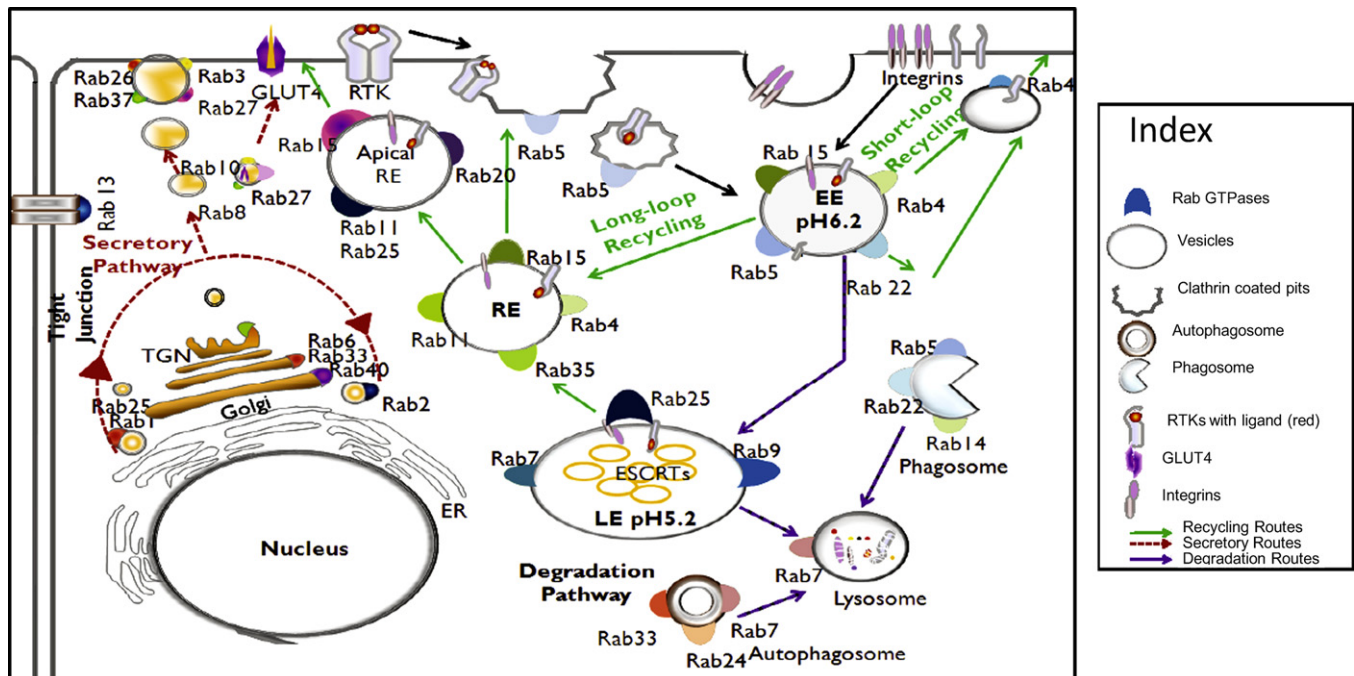 Rab26
Rab3
Rab37
Rab27
GLUT4
RTK
Integrins
Rab4
Rab15
Apical
RE
Rab20
Rab11
Rab25
Rab5
Rab5
Rab 15
EE
pH6.2
Rab4
Rab5
Rab 22
Short-loop
Recycling
Long-loop
Recycling
Rab10
Rab27
Rab8
Rab 13
Secretory
Pathway
Tight
Junction
TGN
Rab6
Rab33
Rab40
Rab25
Rab1
Golgi
Rab2
ER
Nucleus
Rab15
RE
Rab4
Rab11
Rab35
Rab25
Rab7
Rab9
ESCRTs
LE pH5.2
Rab5
Rab22
Rab14
Phagosome
Rab7
Lysosome
Degradation
Pathway
Rab33
Rab7
Rab24
Autophagosome
Index
Rab GTPases
Vesicles
Clathrin coated pits
Autophagosome
Phagosome
RTKs with ligand (red)
GLUT4
Integrins
Recycling Routes
Secretory Routes
Degradation Routes